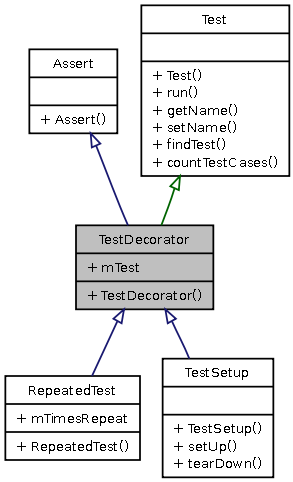 Test
+ Test()
+ run()
+ getName()
+ setName()
+ findTest()
+ countTestCases()
Assert
+ Assert()
TestDecorator
+ mTest
+ TestDecorator()
RepeatedTest
+ mTimesRepeat
+ RepeatedTest()
TestSetup
+ TestSetup()
+ setUp()
+ tearDown()